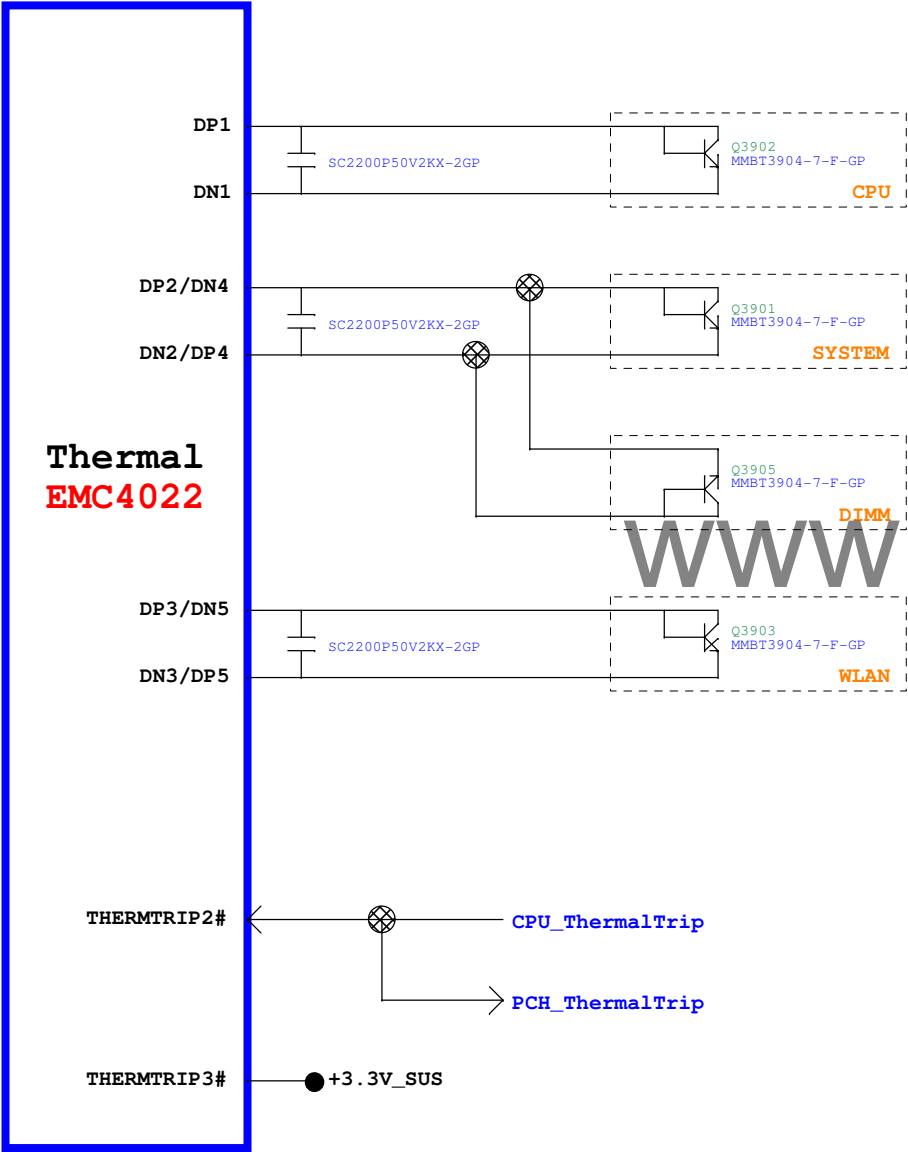 DP1
Q3902
SC2200P50V2KX-2GP
MMBT3904-7-F-GP
DN1
CPU
DP2/DN4
Q3901
SC2200P50V2KX-2GP
MMBT3904-7-F-GP
DN2/DP4
SYSTEM
Thermal
EMC4022
Q3905
MMBT3904-7-F-GP
DIMM
www
DP3/DN5
Q3903
SC2200P50V2KX-2GP
MMBT3904-7-F-GP
DN3/DP5
WLAN
THERMTRIP2#
CPU_ThermalTrip
PCH_ThermalTrip
THERMTRIP3#
+3.3V_SUS